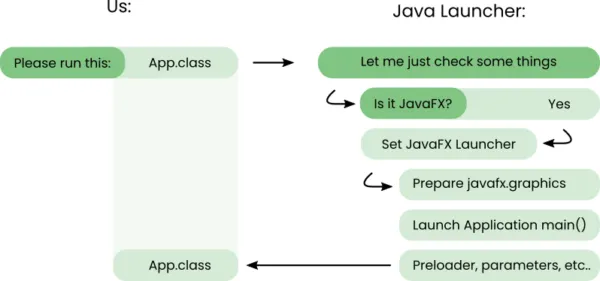 Us:
Java Launcher:
Please run this: App.class
Let me just check some things
Is it JavaFX? Yes
Set JavaFX Launcher
Prepare javafx.graphics
Launch Application main()
App.class
Preloader, parameters, etc..